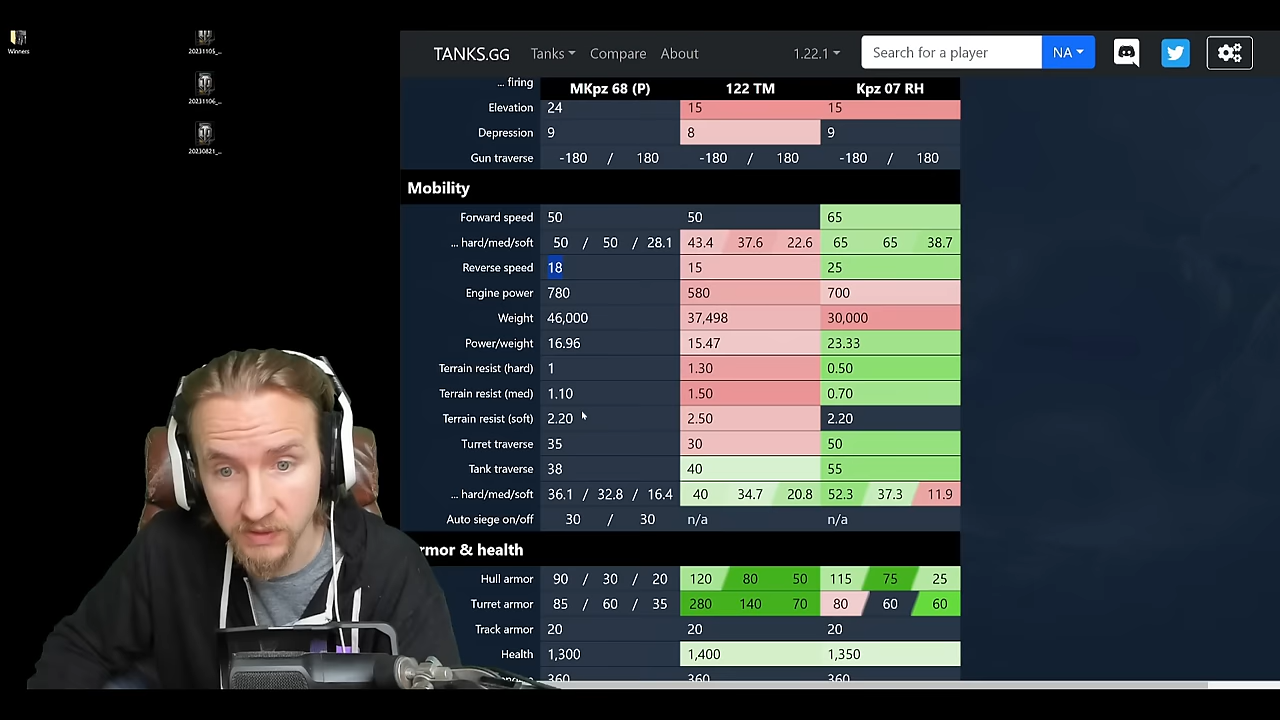 Winners
20231105_...
20231106_...
20230821_...
TANKS.GG Tanks Compare About 1.22.1 Search for a player NA
... firing MKpz 68 (P) 122 TM Kpz 07 RH
Elevation 24 15 15
Depression 9 8 9
Gun traverse -180 / 180 -180 / 180 -180 / 180
Mobility
Forward speed 50 50 65
... hard/med/soft 50 / 50 / 28.1 43.4 37.6 22.6 65 65 38.7
Reverse speed 18 15 25
Engine power 780 580 700
Weight 46,000 37,498 30,000
Power/weight 16.96 15.47 23.33
Terrain resist (hard) 1 1.30 0.50
Terrain resist (med) 1.10 1.50 0.70
Terrain resist (soft) 2.20 2.50 2.20
Turret traverse 35 30 50
Tank traverse 38 40 55
... hard/med/soft 36.1 / 32.8 / 16.4 40 34.7 20.8 52.3 37.3 11.9
Auto siege on/off 30 / 30 n/a n/a
rmor & health
Hull armor 90 / 30 / 20 120 80 50 115 75 25
Turret armor 85 / 60 / 35 280 140 70 80 60 60
Track armor 20 20 20
Health 1,300 1,400 1,350
360 360 360